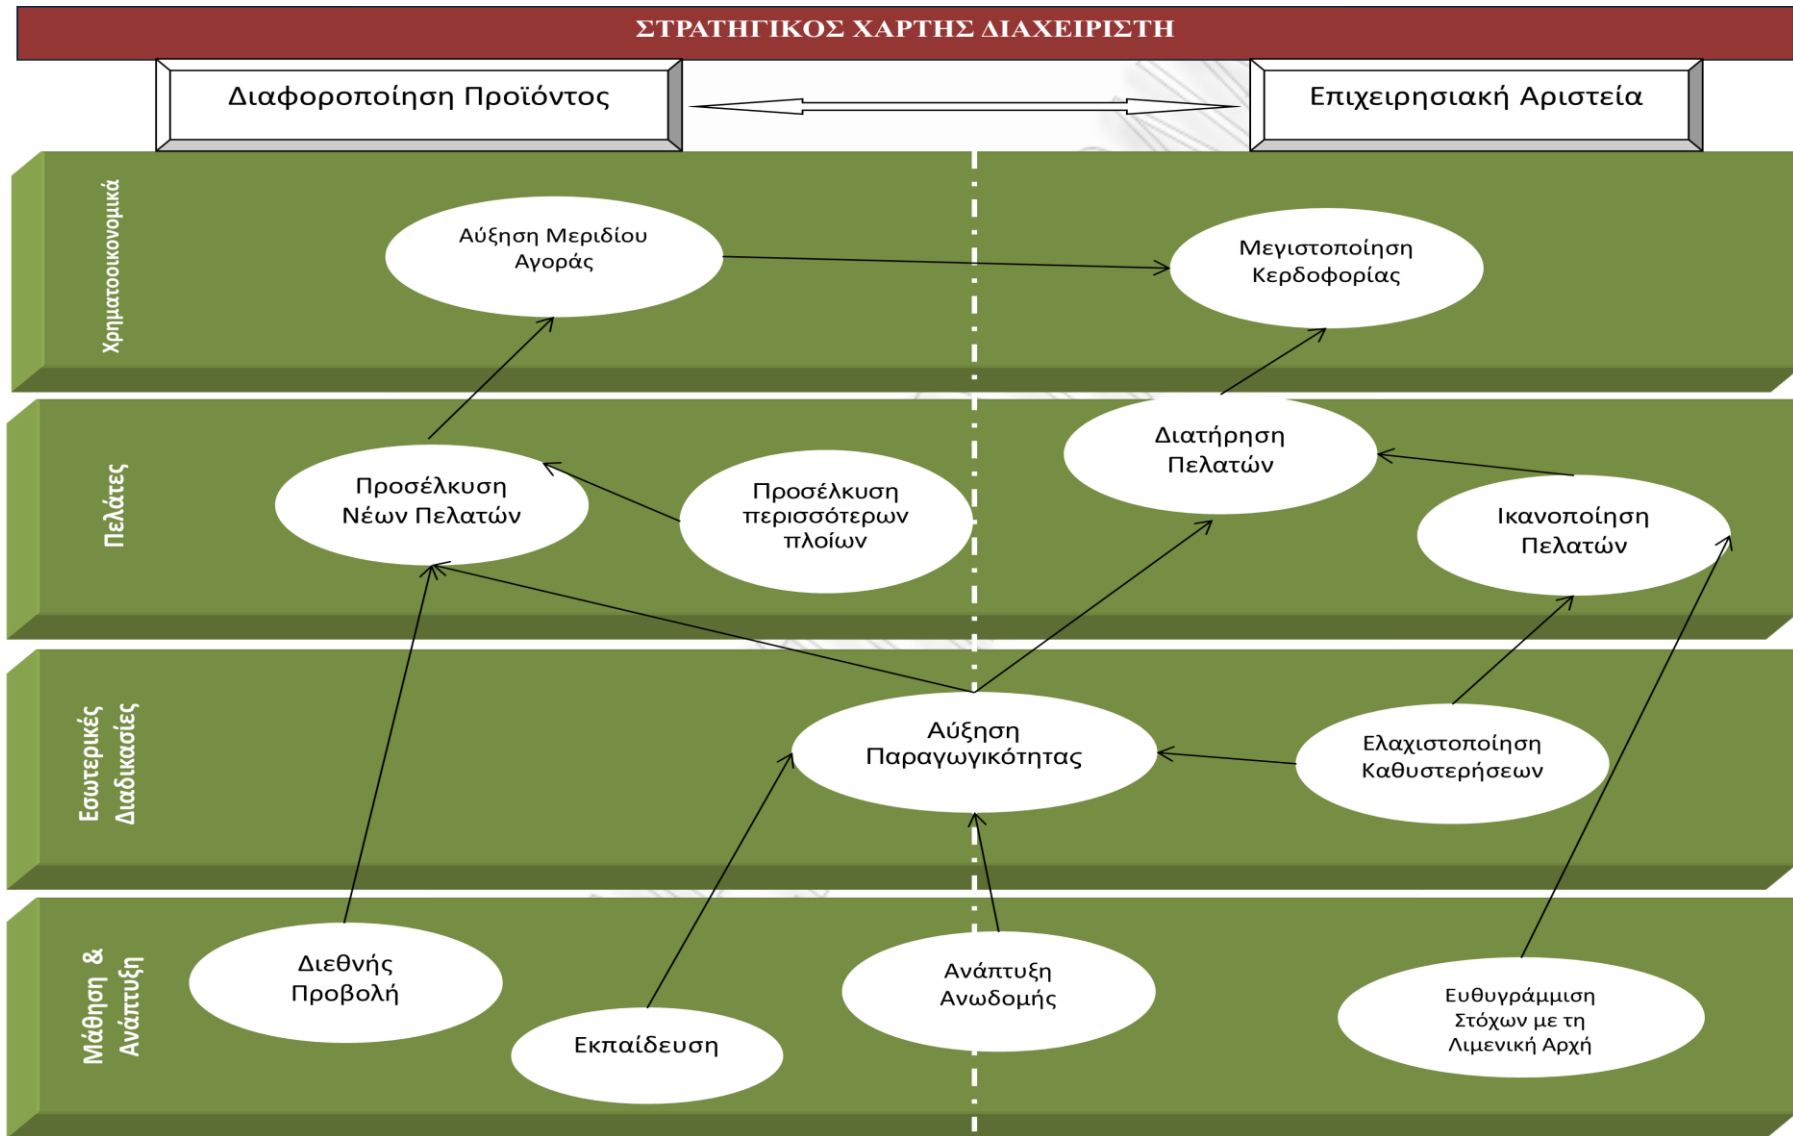 ΣΤΡΑΤΗΓΙΚΟΣ ΧΑΡΤΗΣ ΔΙΑΧΕΙΡΙΣΤΗ
Διαφοροποίηση Προϊόντος
Επιχειρησιακή Αριστεία
Χρηματοοικονομικά
Αύξηση Μεριδίου
Αγοράς
Μεγιστοποίηση
Κερδοφορίας
Πελάτες
Προσέλκυση
Νέων Πελατών
Προσέλκυση
περισσότερων
πλοίων
Διατήρηση
Πελατών
Ικανοποίηση
Πελατών
Εσωτερικές
Διαδικασίες
Αύξηση
Παραγωγικότητας
Ελαχιστοποίηση
Καθυστερήσεων
Μάθηση &
Ανάπτυξη
Διεθνής
Προβολή
Εκπαίδευση
Ανάπτυξη
Ανωδομής
Ευθυγράμμιση
Στόχων με τη
Λιμενική Αρχή